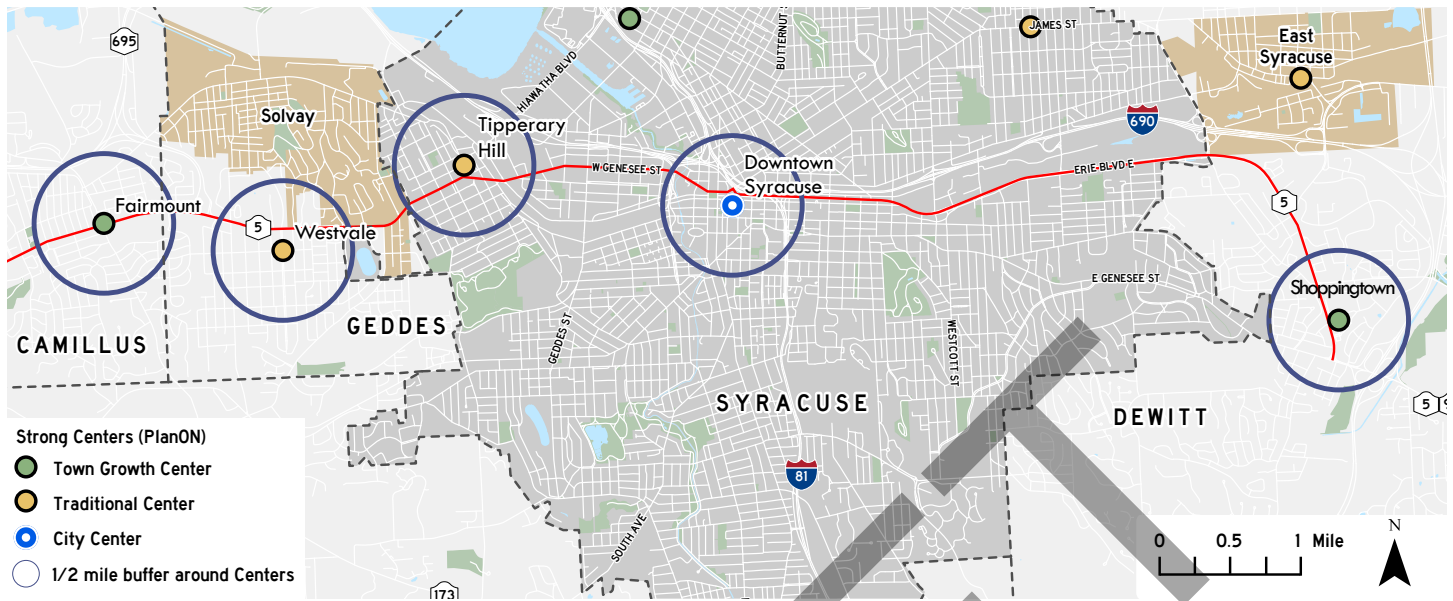 695
Solvay
HIAWATHA BLVD
BUTTERNUT
JAMES ST
East
Syracuse
690
Tipperary
Hill
W GENESEE ST
Downtown
Syracuse
ERIE BLVD E
Fairmount
5
Westvale
5
E GENESEE ST
Shoppingtown
CAMILLUS
GEDDES
GEDDES ST
WESTCOTT ST
SYRACUSE
DEWITT
5
81
SOUTH AVE
173
Strong Centers (PlanON)
Town Growth Center
Traditional Center
City Center
1/2 mile buffer around Centers
0 0.5 1 Mile
N